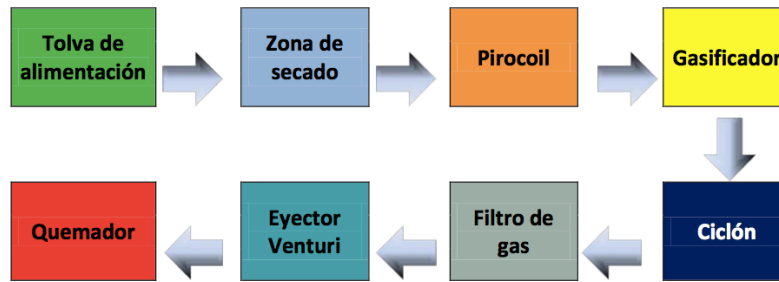 Tolva de
alimentación
Zona de
secado
Pirocoil
Gasificador
Quemador
Eyector
Venturi
Filtro de
gas
Ciclón